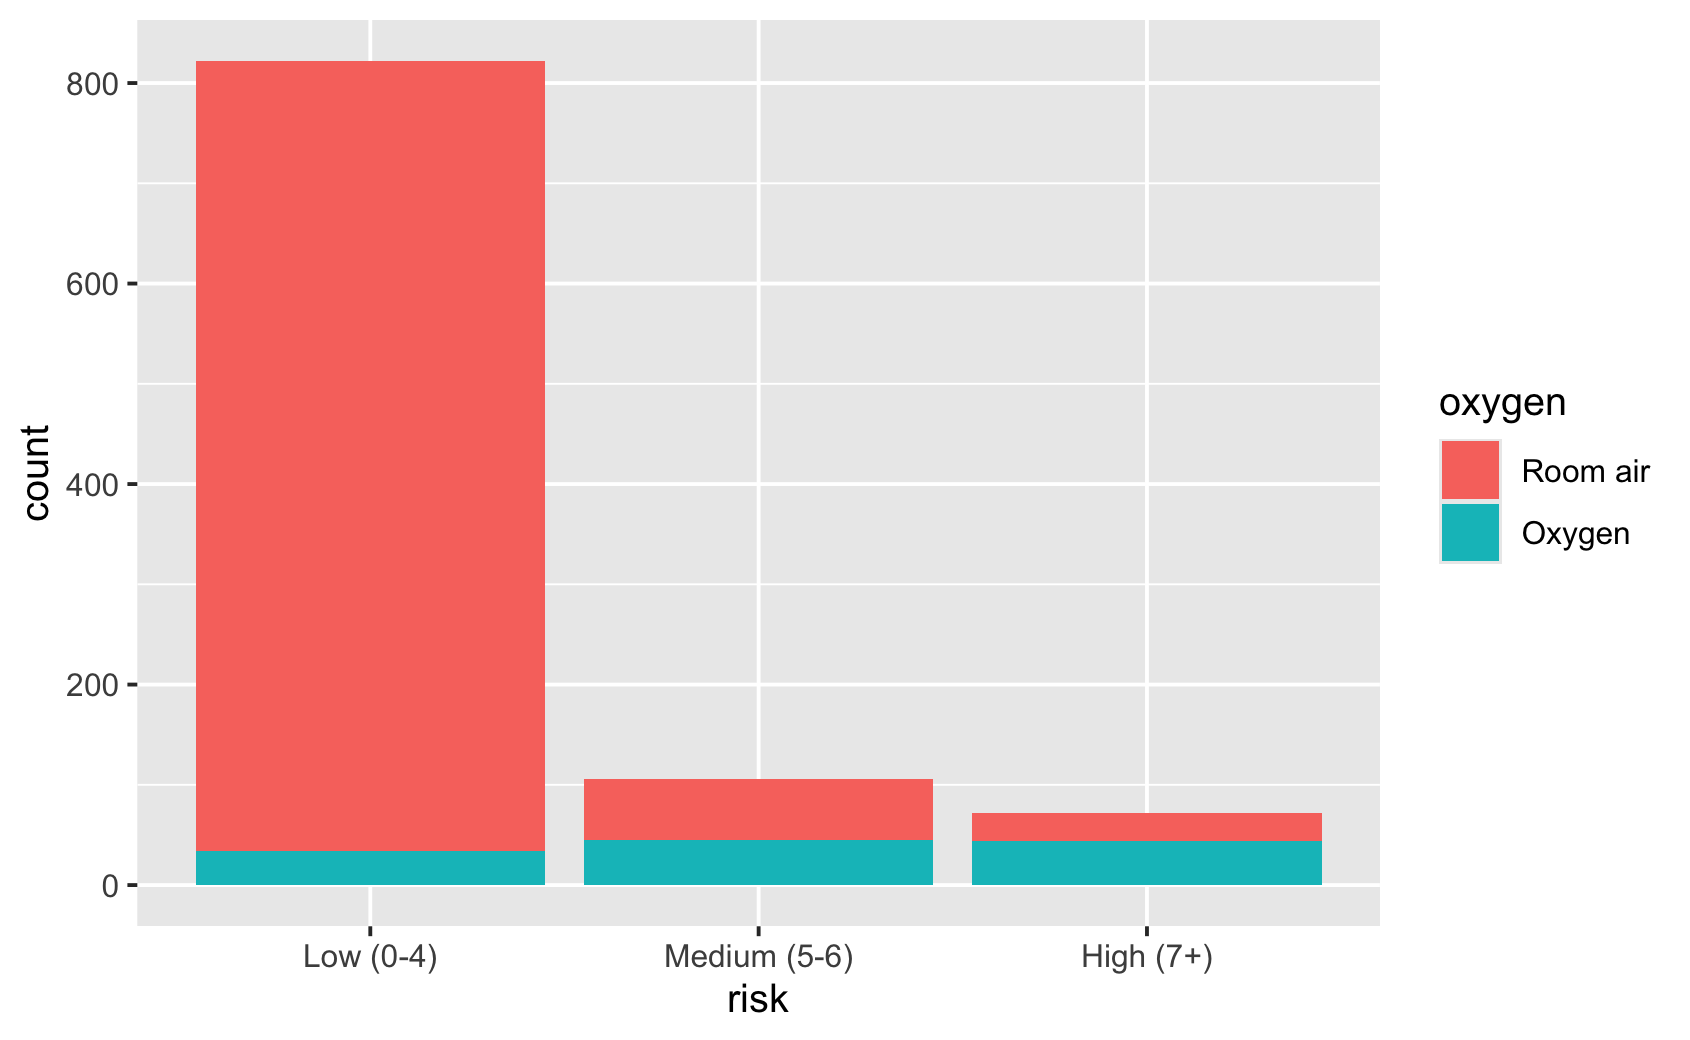 800
600
400
200
0
count
Low (0-4)
Medium (5-6)
High (7+)
risk
oxygen
Room air
Oxygen